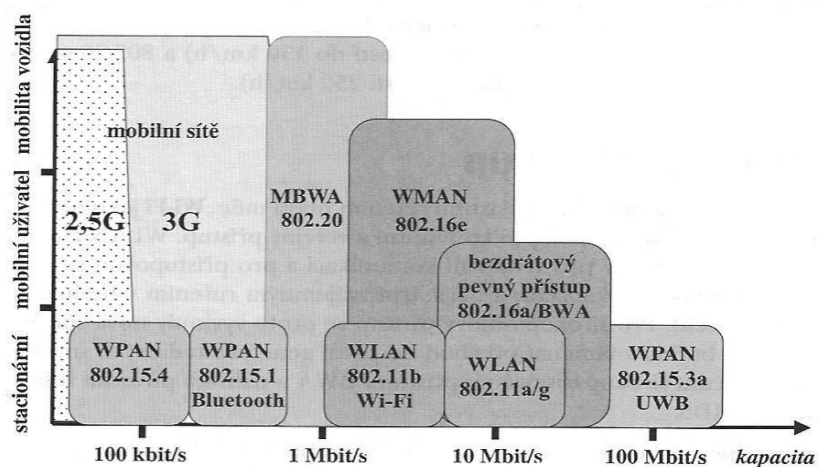 mobilita vozidla
mobilní uživatel
stacionární
mobilní sítě
2,5G
3G
MBWA
802.20
WMAN
802.16e
bezdrátový
pevný přístup
802.16a/BWA
WPAN
802.15.4
WPAN
802.15.1
Bluetooth
WLAN
802.11b
Wi-Fi
WLAN
802.11a/g
WPAN
802.15.3a
UWB
100 kbit/s
1 Mbit/s
10 Mbit/s
100 Mbit/s
kapacita